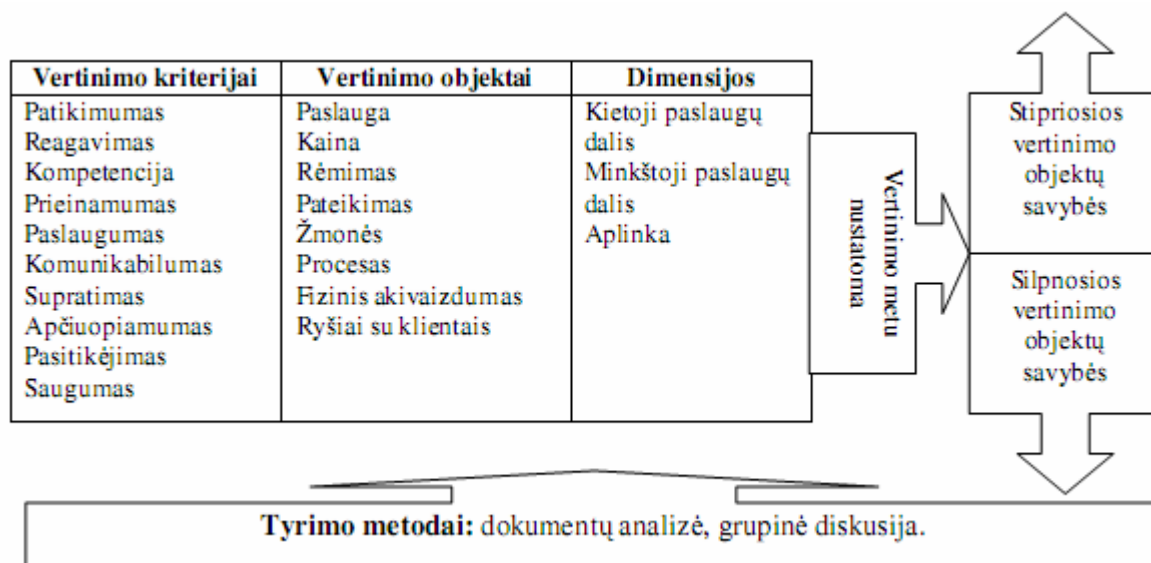 Vertinimo kriterijai
Patikimumas
Reagavimas
Kompetencija
Prieinamumas
Paslaugumas
Komunikabilumas
Supratimas
Apčiuopiamumas
Pasitikėjimas
Saugumas
Vertinimo objektai
Paslauga
Kaina
Rėmimas
Pateikimas
Žmonės
Procesas
Fizinis akivaizdumas
Ryšiai su klientais
Dimensijos
Kietoji paslaugų
dalis
Minkštoji paslaugų
dalis
Aplinka
Vertinimo metu
nustatoma
Stipriosios
vertinimo
objektų
savybės
Silpnosios
vertinimo
objektų
savybės
Tyrimo metodai: dokumentų analizė, grupinė diskusija.